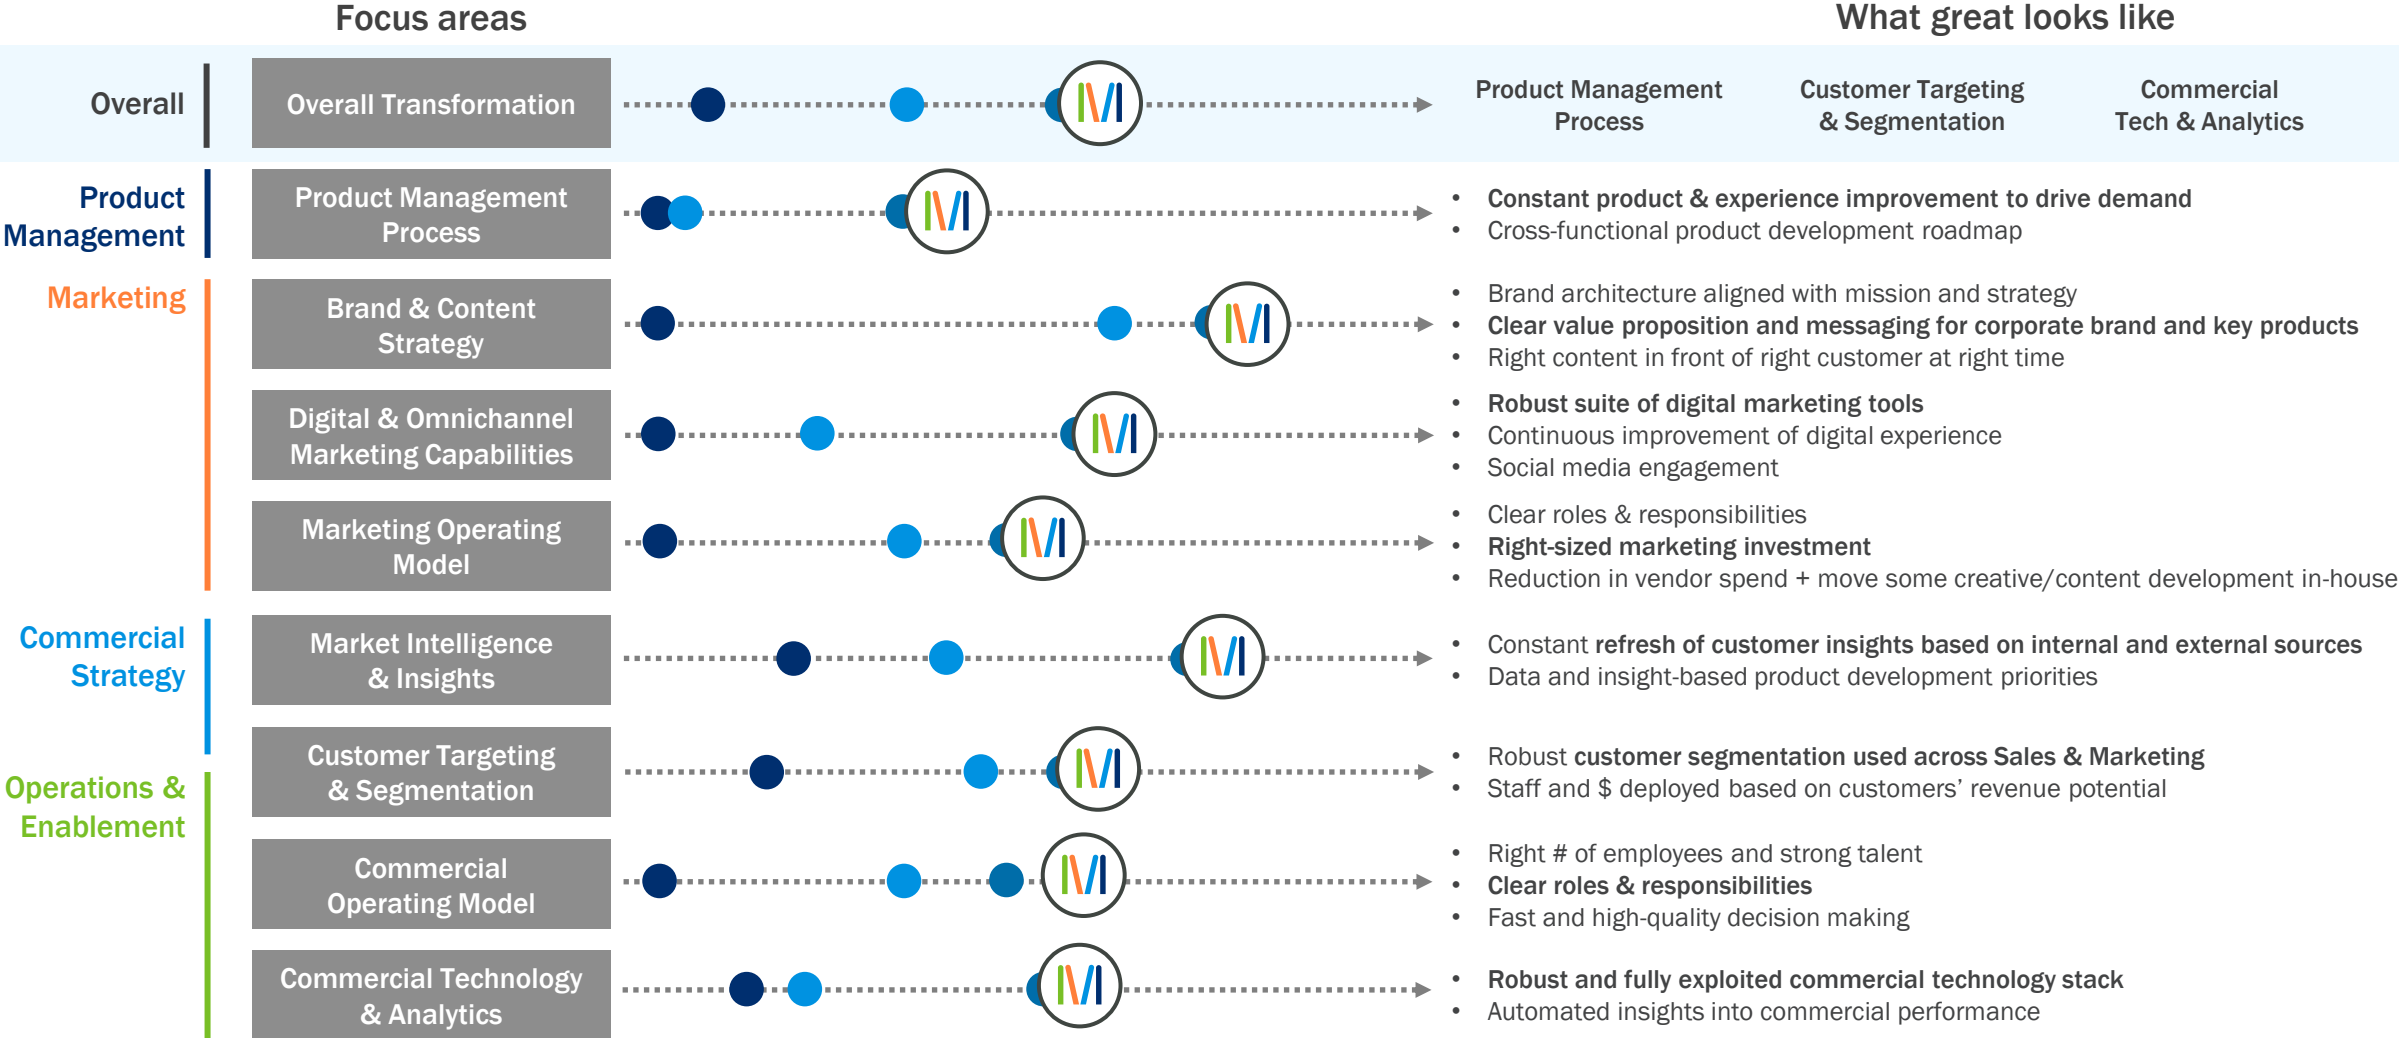 Focus areas
What great looks like
Overall
Overall Transformation
Product Management
Process
Customer Targeting
& Segmentation
Commercial
Tech & Analytics
Product
Management
Product Management
Process
• Constant product & experience improvement to drive demand
• Cross-functional product development roadmap
Marketing
Brand & Content
Strategy
• Brand architecture aligned with mission and strategy
• Clear value proposition and messaging for corporate brand and key products
• Right content in front of right customer at right time
Digital & Omnichannel
Marketing Capabilities
• Robust suite of digital marketing tools
• Continuous improvement of digital experience
• Social media engagement
Marketing Operating
Model
• Clear roles & responsibilities
• Right-sized marketing investment
• Reduction in vendor spend + move some creative/content development in-house
Commercial
Strategy
Market Intelligence
& Insights
• Constant refresh of customer insights based on internal and external sources
• Data and insight-based product development priorities
Customer Targeting
& Segmentation
• Robust customer segmentation used across Sales & Marketing
• Staff and $ deployed based on customers’ revenue potential
Operations &
Enablement
Commercial
Operating Model
• Right # of employees and strong talent
• Clear roles & responsibilities
• Fast and high-quality decision making
Commercial Technology
& Analytics
• Robust and fully exploited commercial technology stack
• Automated insights into commercial performance